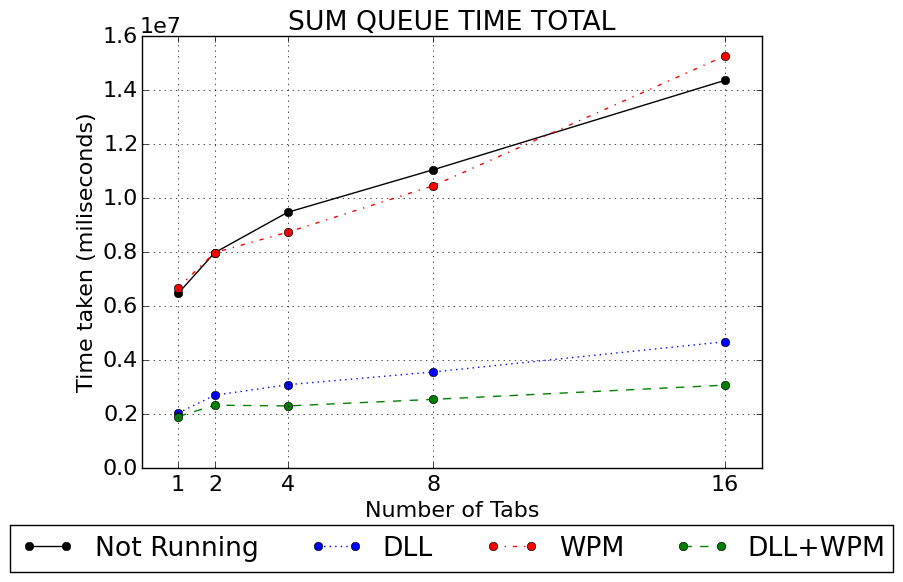 SUM QUEUE TIME TOTAL
1e7
1.6
1.4
1.2
1.0
0.8
0.6
0.4
0.2
0.0
Time taken (miliseconds)
1 2 4 8 16
Number of Tabs
Not Running DLL WPM DLL+WPM